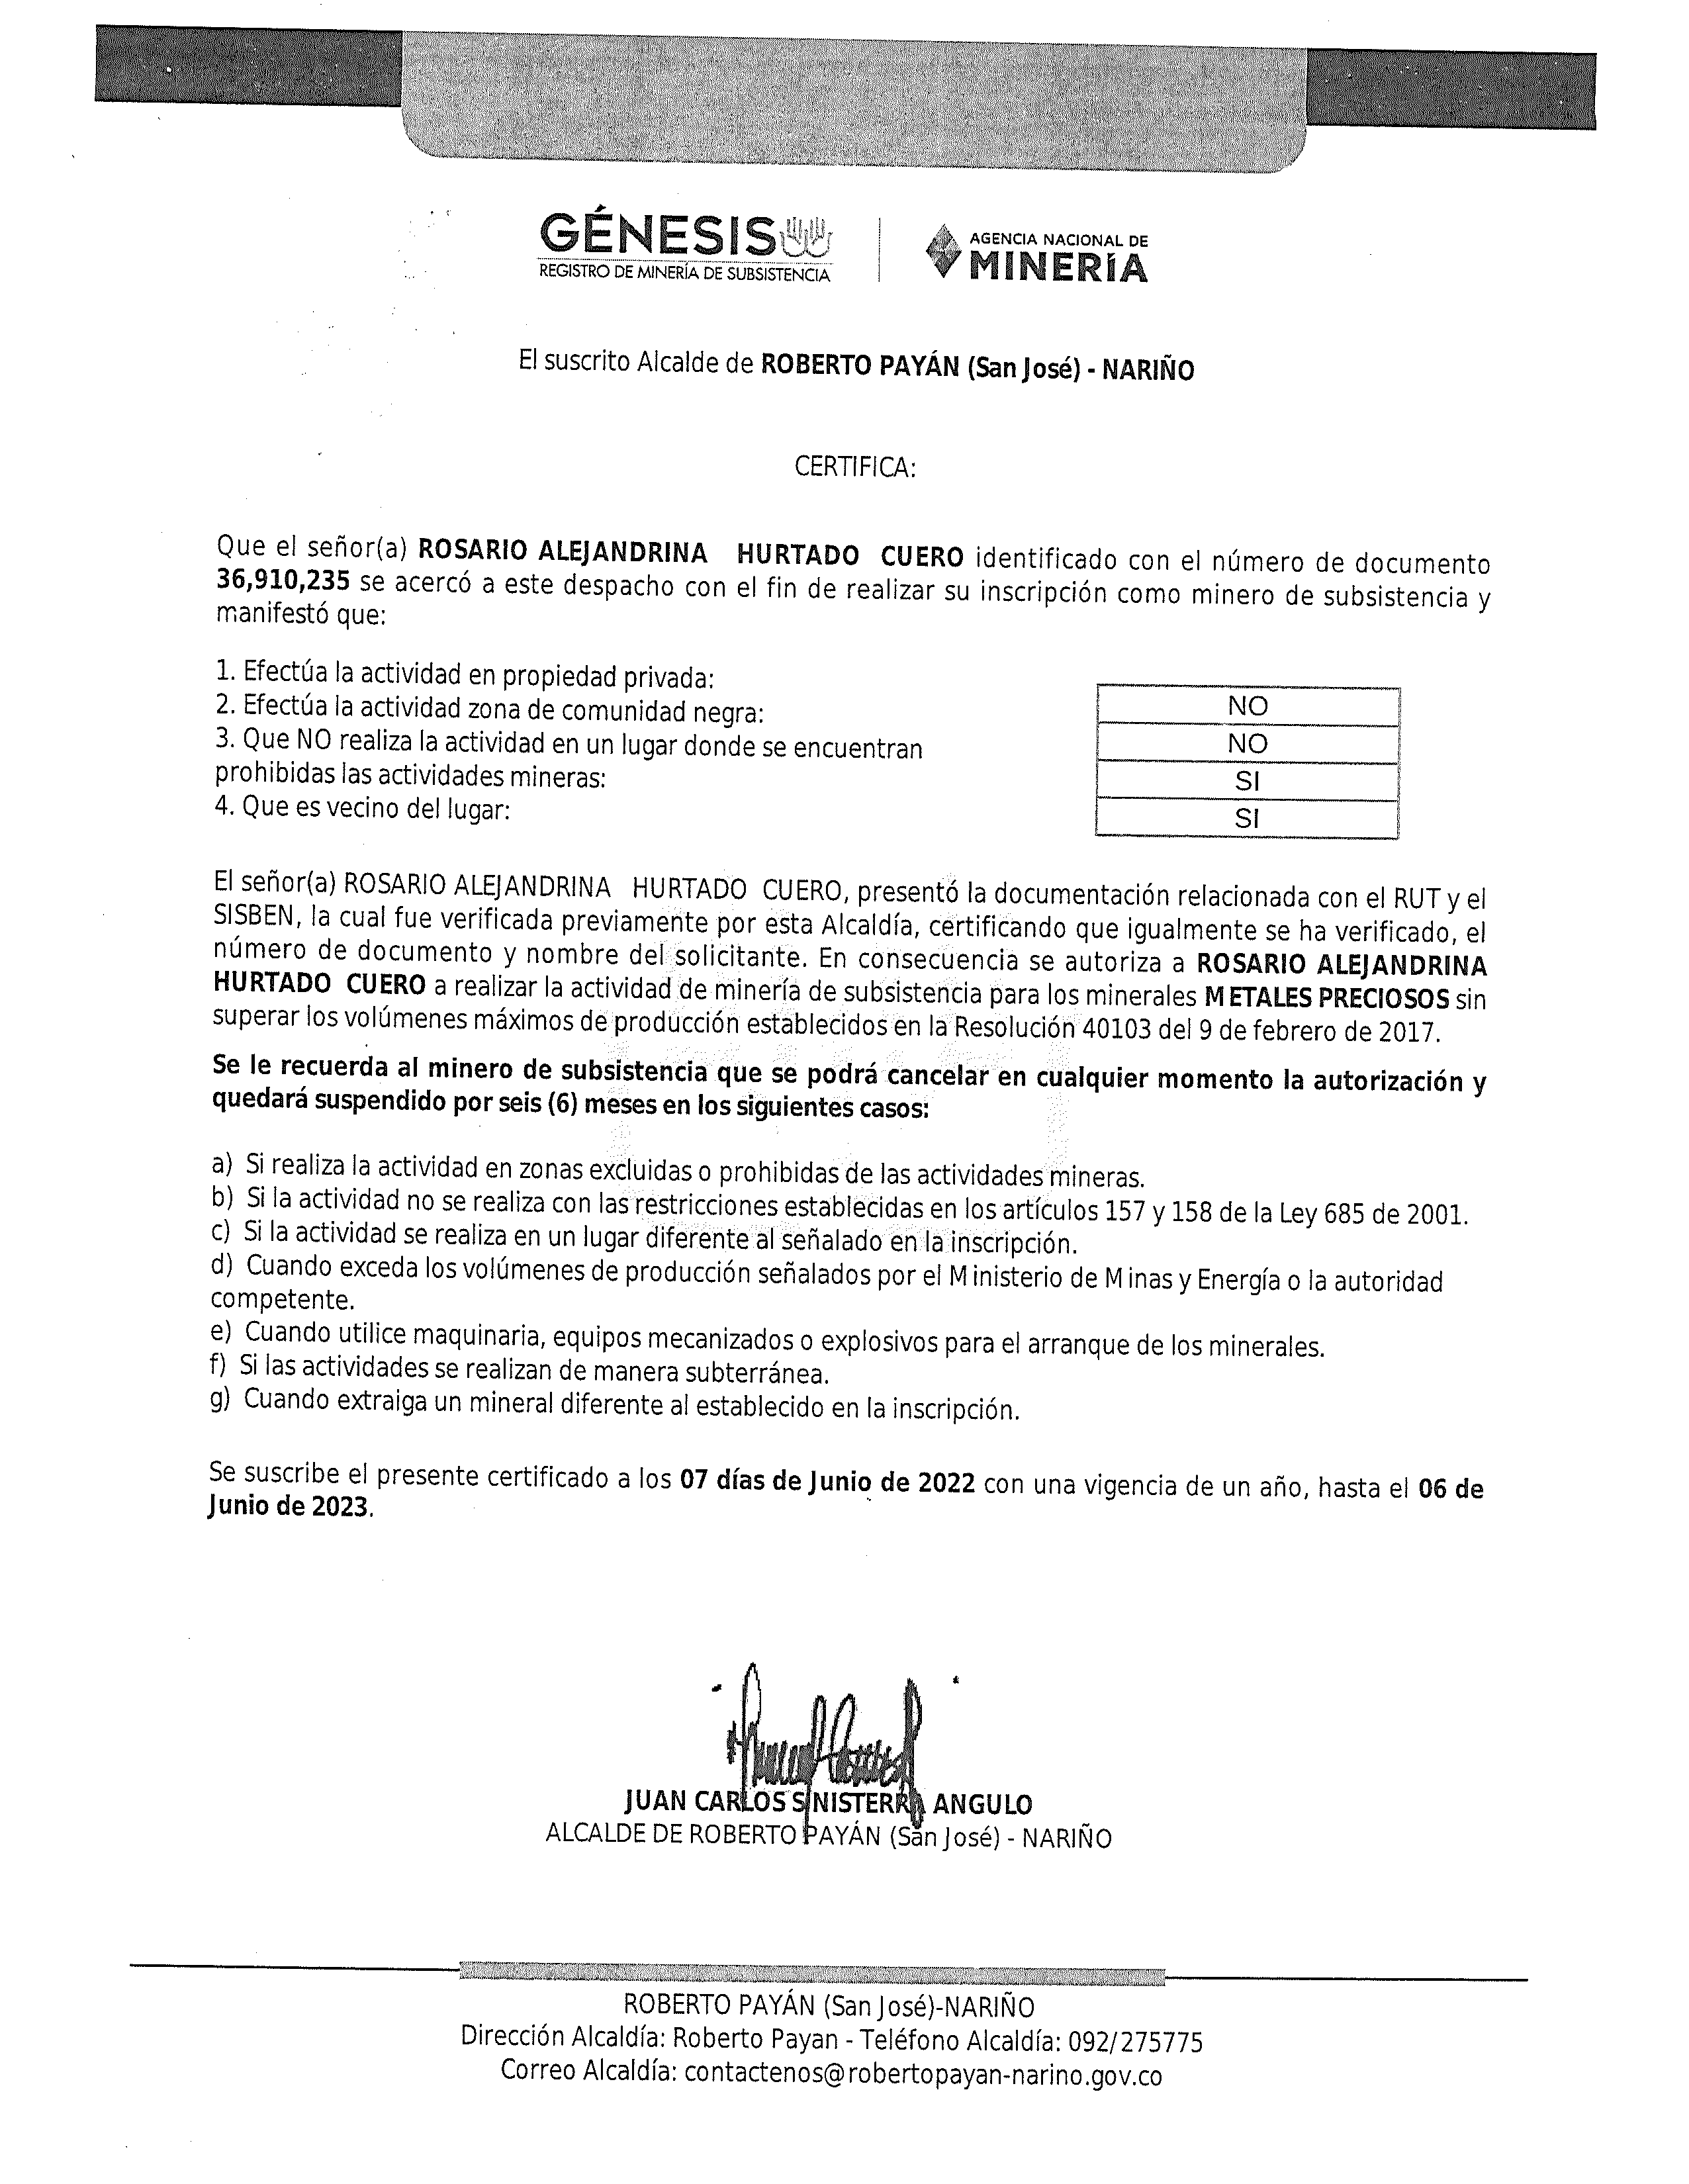 GÉNESIS
REGISTRO DE MINERÍA DE SUBSISTENCIA
AGENCIA NACIONAL DE
MINERÍA
El suscrito Alcalde de ROBERTO PAYÁN (San José) - NARIÑO
CERTIFICA:
Que el señor(a) ROSARIO ALEJANDRINA HURTADO CUERO identificado con el número de documento
36,910,235 se acercó a este despacho con el fin de realizar su inscripción como minero de subsistencia y
manifestó que:
1. Efectúa la actividad en propiedad privada:
2. Efectúa la actividad zona de comunidad negra:
3. Que NO realiza la actividad en un lugar donde se encuentran
prohibidas las actividades mineras:
4. Que es vecino del lugar:
NO
NO
SI
SI
El señor(a) ROSARIO ALEJANDRINA HURTADO CUERO, presentó la documentación relacionada con el RUT y el
SISBEN, la cual fue verificada previamente por esta Alcaldía, certificando que igualmente se ha verificado, el
número de documento y nombre del solicitante. En consecuencia se autoriza a ROSARIO ALEJANDRINA
HURTADO CUERO a realizar la actividad de minería de subsistencia para los minerales METALES PRECIOSOS sin
superar los volúmenes máximos de producción establecidos en la Resolución 40103 del 9 de febrero de 2017.
Se le recuerda al minero de subsistencia que se podrá cancelar en cualquier momento la autorización y
quedará suspendido por seis (6) meses en los siguientes casos:
a) Si realiza la actividad en zonas excluidas o prohibidas de las actividades mineras.
b) Si la actividad no se realiza con las restricciones establecidas en los artículos 157 y 158 de la Ley 685 de 2001.
c) Si la actividad se realiza en un lugar diferente al señalado en la inscripción.
d) Cuando exceda los volúmenes de producción señalados por el Ministerio de Minas y Energía o la autoridad
competente.
e) Cuando utilice maquinaria, equipos mecanizados o explosivos para el arranque de los minerales.
f) Si las actividades se realizan de manera subterránea.
g) Cuando extraiga un mineral diferente al establecido en la inscripción.
Se suscribe el presente certificado a los 07 días de Junio de 2022 con una vigencia de un año, hasta el 06 de
Junio de 2023.
JUAN CARLOS SINISTERRA ANGULO
ALCALDE DE ROBERTO PAYÁN (San José) - NARIÑO
ROBERTO PAYÁN (San José)-NARIÑO
Dirección Alcaldía: Roberto Payan - Teléfono Alcaldía: 092/275775
Correo Alcaldía: contactenos@robertopayan-narino.gov.co